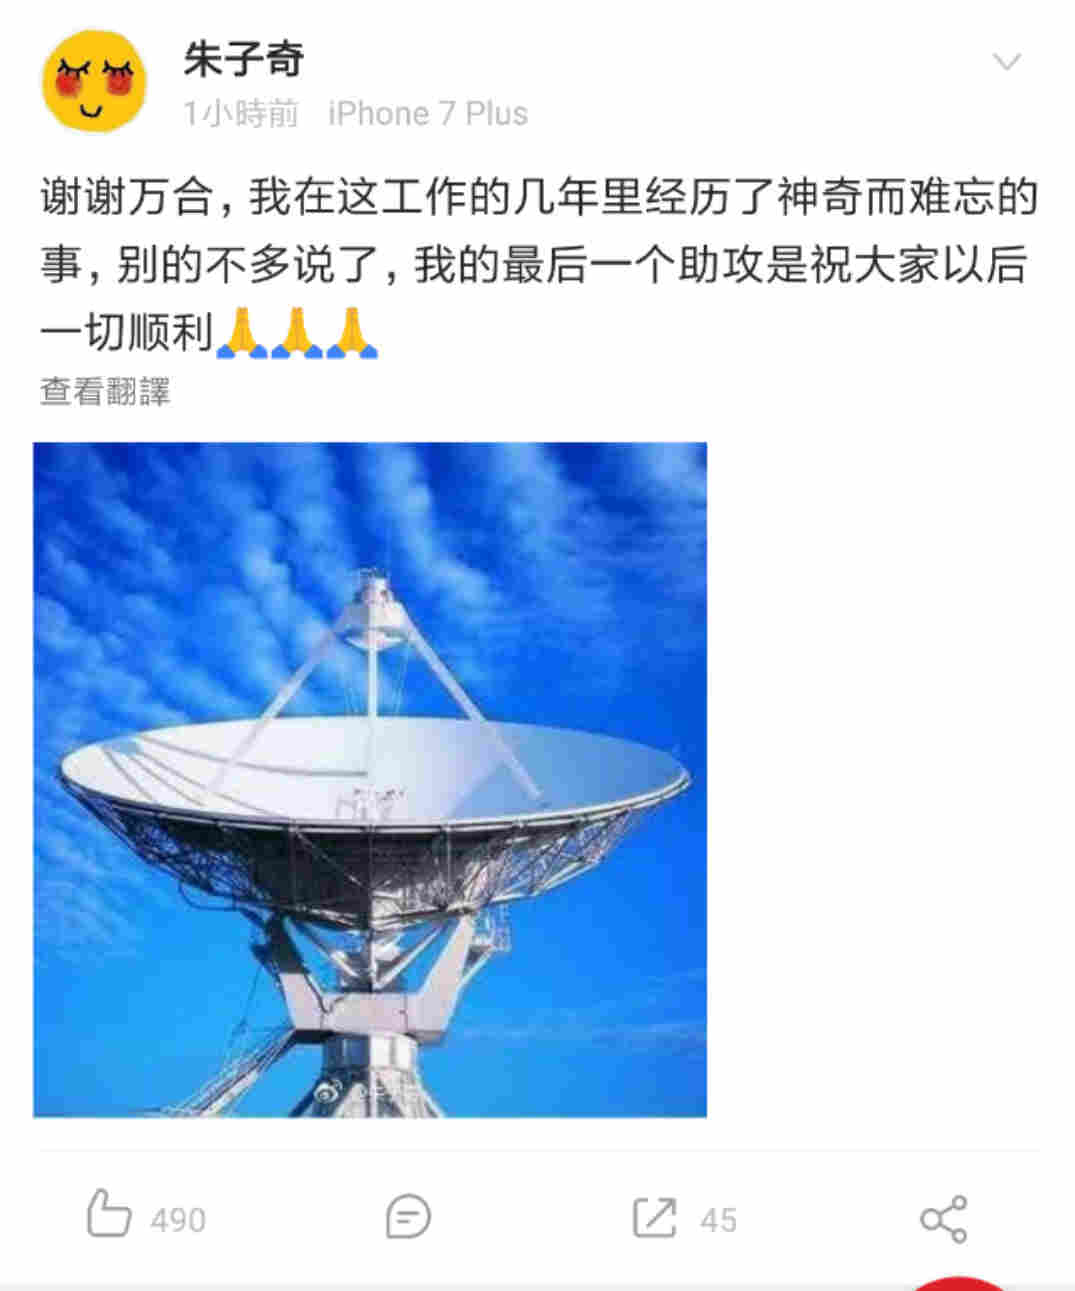 朱子奇
1小時前 iPhone 7 Plus
谢谢万合，我在这工作的几年里经历了神奇而难忘的
事，别的不多说了，我的最后一个助攻是祝大家以后
一切顺利🙏🙏🙏
查看翻譯
490
45